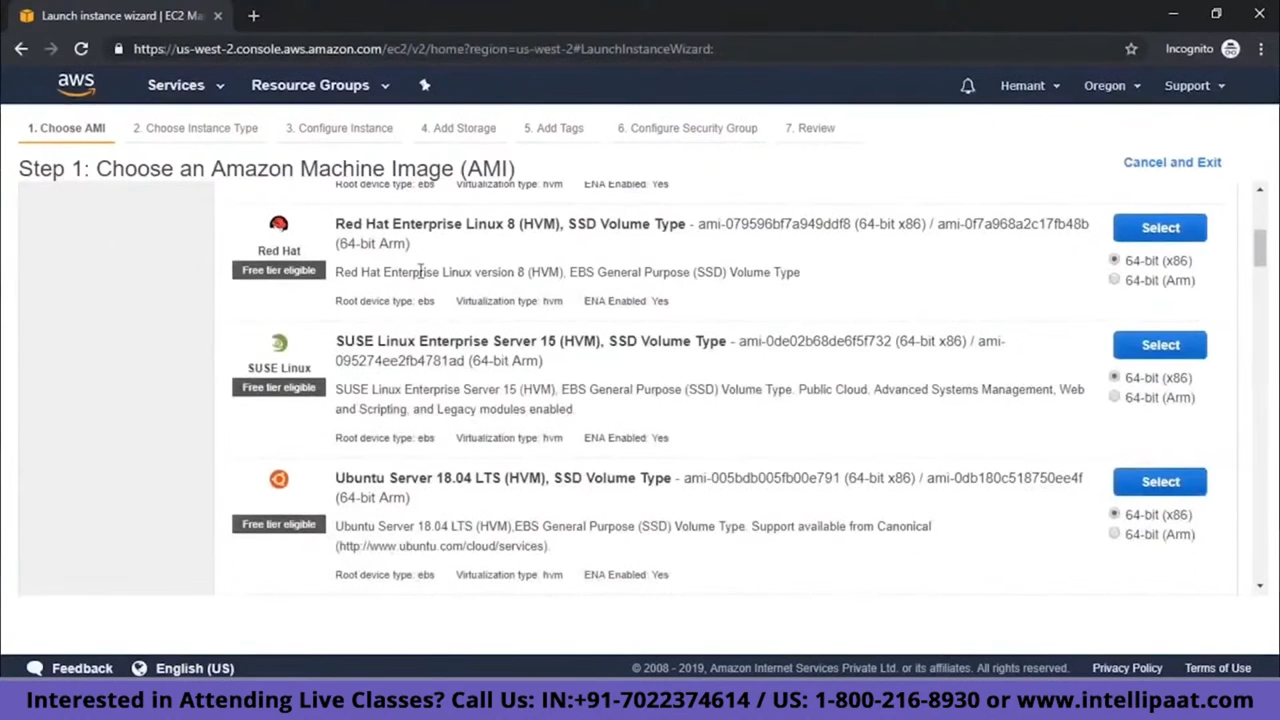 Launch instance wizard | EC2 Ma
https://us-west-2.console.aws.amazon.com/ec2/v2/home?region=us-west-2#LaunchInstanceWizard:
Incognito
aws
Services
Resource Groups
Hemant
Oregon
Support
1. Choose AMI
2. Choose Instance Type
3. Configure Instance
4. Add Storage
5. Add Tags
6. Configure Security Group
7. Review
Step 1: Choose an Amazon Machine Image (AMI)
Cancel and Exit
Root device type: ebs Virtualization type: hvm ENA Enabled: Yes
Red Hat
Free tier eligible
Red Hat Enterprise Linux 8 (HVM), SSD Volume Type - ami-079596bf7a949ddf8 (64-bit x86) / ami-0f7a968a2c17fb48b
(64-bit Arm)
Red Hat Enterprise Linux version 8 (HVM), EBS General Purpose (SSD) Volume Type
Root device type: ebs Virtualization type: hvm ENA Enabled: Yes
Select
64-bit (x86)
64-bit (Arm)
SUSE Linux
Free tier eligible
SUSE Linux Enterprise Server 15 (HVM), SSD Volume Type - ami-0de02b68de6f5f732 (64-bit x86) / ami-
095274ee2fb4781ad (64-bit Arm)
SUSE Linux Enterprise Server 15 (HVM), EBS General Purpose (SSD) Volume Type. Public Cloud, Advanced Systems Management, Web
and Scripting, and Legacy modules enabled.
Root device type: ebs Virtualization type: hvm ENA Enabled: Yes
Select
64-bit (x86)
64-bit (Arm)
Free tier eligible
Ubuntu Server 18.04 LTS (HVM), SSD Volume Type - ami-005bdb005fb00e791 (64-bit x86) / ami-0db180c518750ee4f
(64-bit Arm)
Ubuntu Server 18.04 LTS (HVM),EBS General Purpose (SSD) Volume Type. Support available from Canonical
(http://www.ubuntu.com/cloud/services).
Root device type: ebs Virtualization type: hvm ENA Enabled: Yes
Select
64-bit (x86)
64-bit (Arm)
Feedback
English (US)
© 2008 - 2019, Amazon Internet Services Private Ltd. or its affiliates. All rights reserved.
Privacy Policy
Terms of Use
Interested in Attending Live Classes? Call Us: IN:+91-7022374614 / US: 1-800-216-8930 or www.intellipaat.com